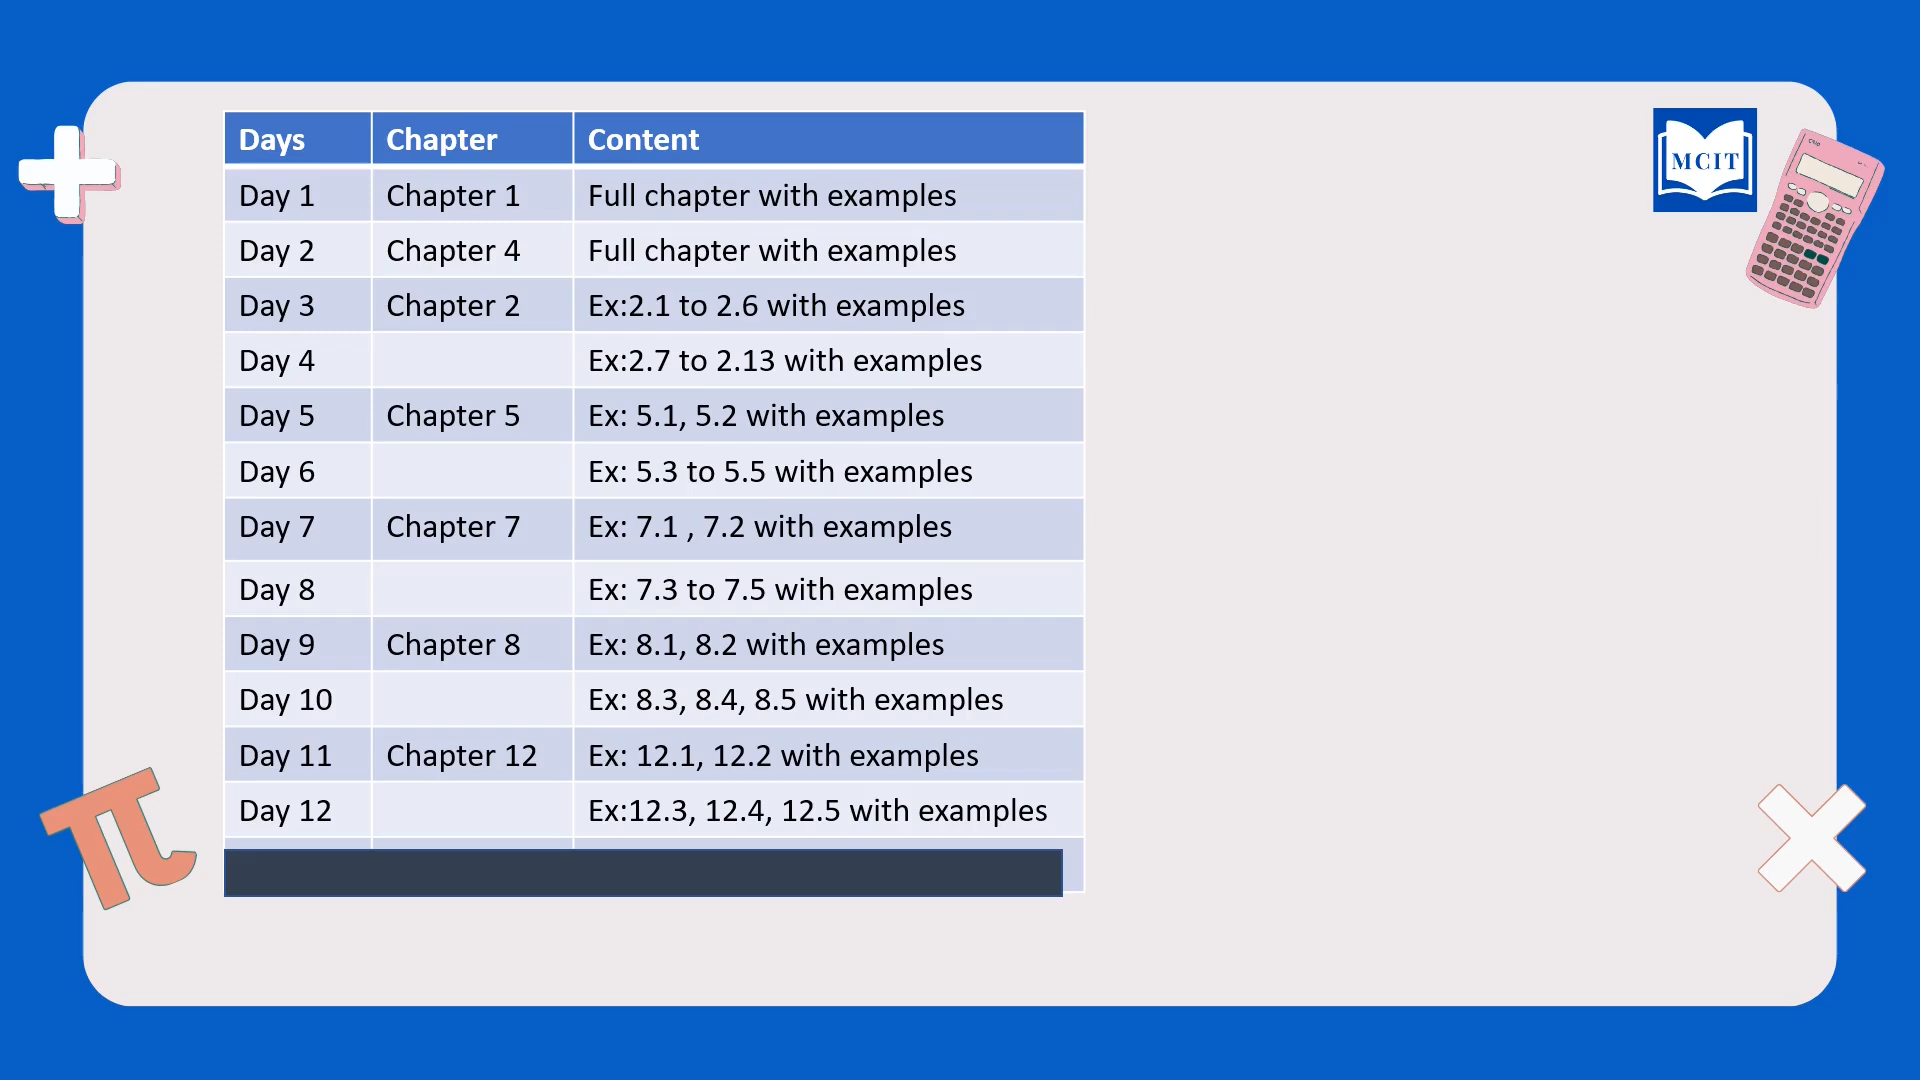 Days Chapter Content
Day 1 Chapter 1 Full chapter with examples
Day 2 Chapter 4 Full chapter with examples
Day 3 Chapter 2 Ex:2.1 to 2.6 with examples
Day 4 Ex:2.7 to 2.13 with examples
Day 5 Chapter 5 Ex: 5.1, 5.2 with examples
Day 6 Ex: 5.3 to 5.5 with examples
Day 7 Chapter 7 Ex: 7.1 , 7.2 with examples
Day 8 Ex: 7.3 to 7.5 with examples
Day 9 Chapter 8 Ex: 8.1, 8.2 with examples
Day 10 Ex: 8.3, 8.4, 8.5 with examples
Day 11 Chapter 12 Ex: 12.1, 12.2 with examples
Day 12 Ex:12.3, 12.4, 12.5 with examples
MCIT